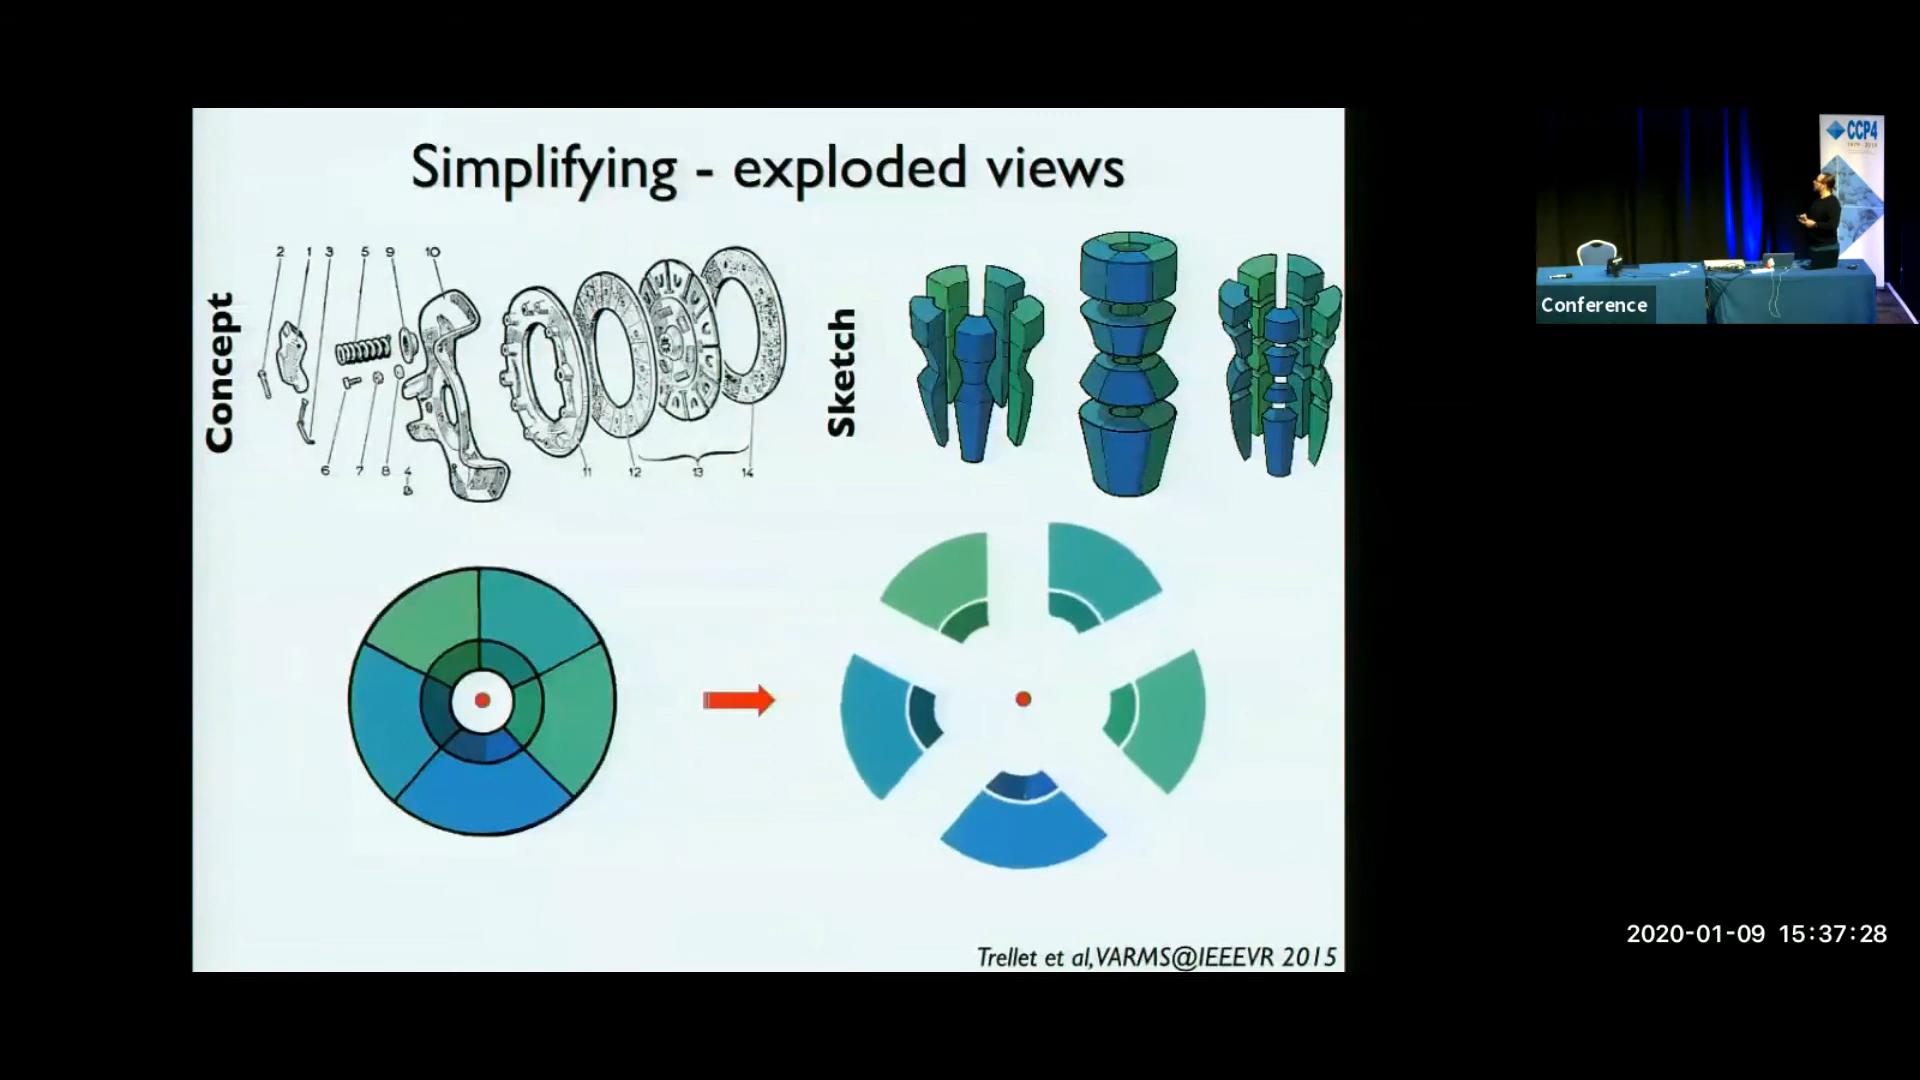 Simplifying - exploded views
Concept
2 1 3 5 9 10
6 7 8 4 11 12 13 14
Sketch
Trellet et al,VARMS@IEEEVR 2015
CCP4
Conference
2020-01-09 15:37:28